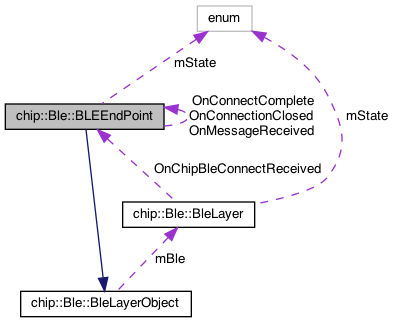 enum
mState
chip::Ble::BLEEndPoint
OnConnectComplete
OnConnectionClosed
OnMessageReceived
mState
OnChipBleConnectReceived
chip::Ble::BleLayer
mBle
chip::Ble::BleLayerObject